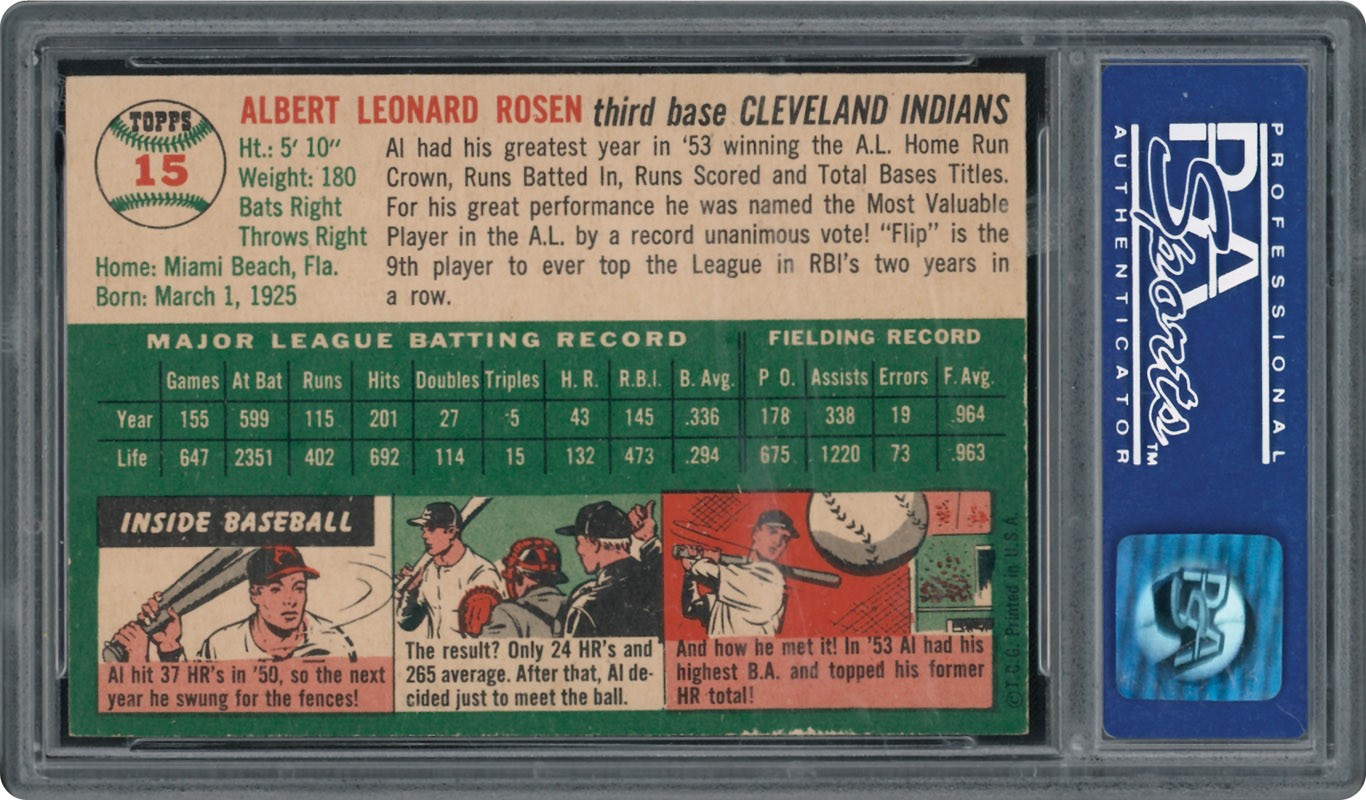 TOPPS
15
ALBERT LEONARD ROSEN third base CLEVELAND INDIANS
Ht.: 5' 10"
Weight: 180
Bats Right
Throws Right
Home: Miami Beach, Fla.
Born: March 1, 1925
Al had his greatest year in '53 winning the A.L. Home Run
Crown, Runs Batted In, Runs Scored and Total Bases Titles.
For his great performance he was named the Most Valuable
Player in the A.L. by a record unanimous vote! "Flip" is the
9th player to ever top the League in RBI's two years in
a row.
MAJOR LEAGUE BATTING RECORD FIELDING RECORD
Games At Bat Runs Hits Doubles Triples H. R. R.B.I. B. Avg. P O. Assists Errors F. Avg.
Year 155 599 115 201 27 5 43 145 .336 178 338 19 .964
Life 647 2351 402 692 114 15 132 473 .294 675 1220 73 .963
INSIDE BASEBALL
Al hit 37 HR's in '50, so the next
year he swung for the fences!
The result? Only 24 HR's and
265 average. After that, Al de-
cided just to meet the ball.
And how he met it! In '53 Al had his
highest B.A. and topped his former
HR total!
©T.C.G. Printed in U.S.A.
PROFESSIONAL
PSA
Sports™
AUTHENTICATOR
PSA